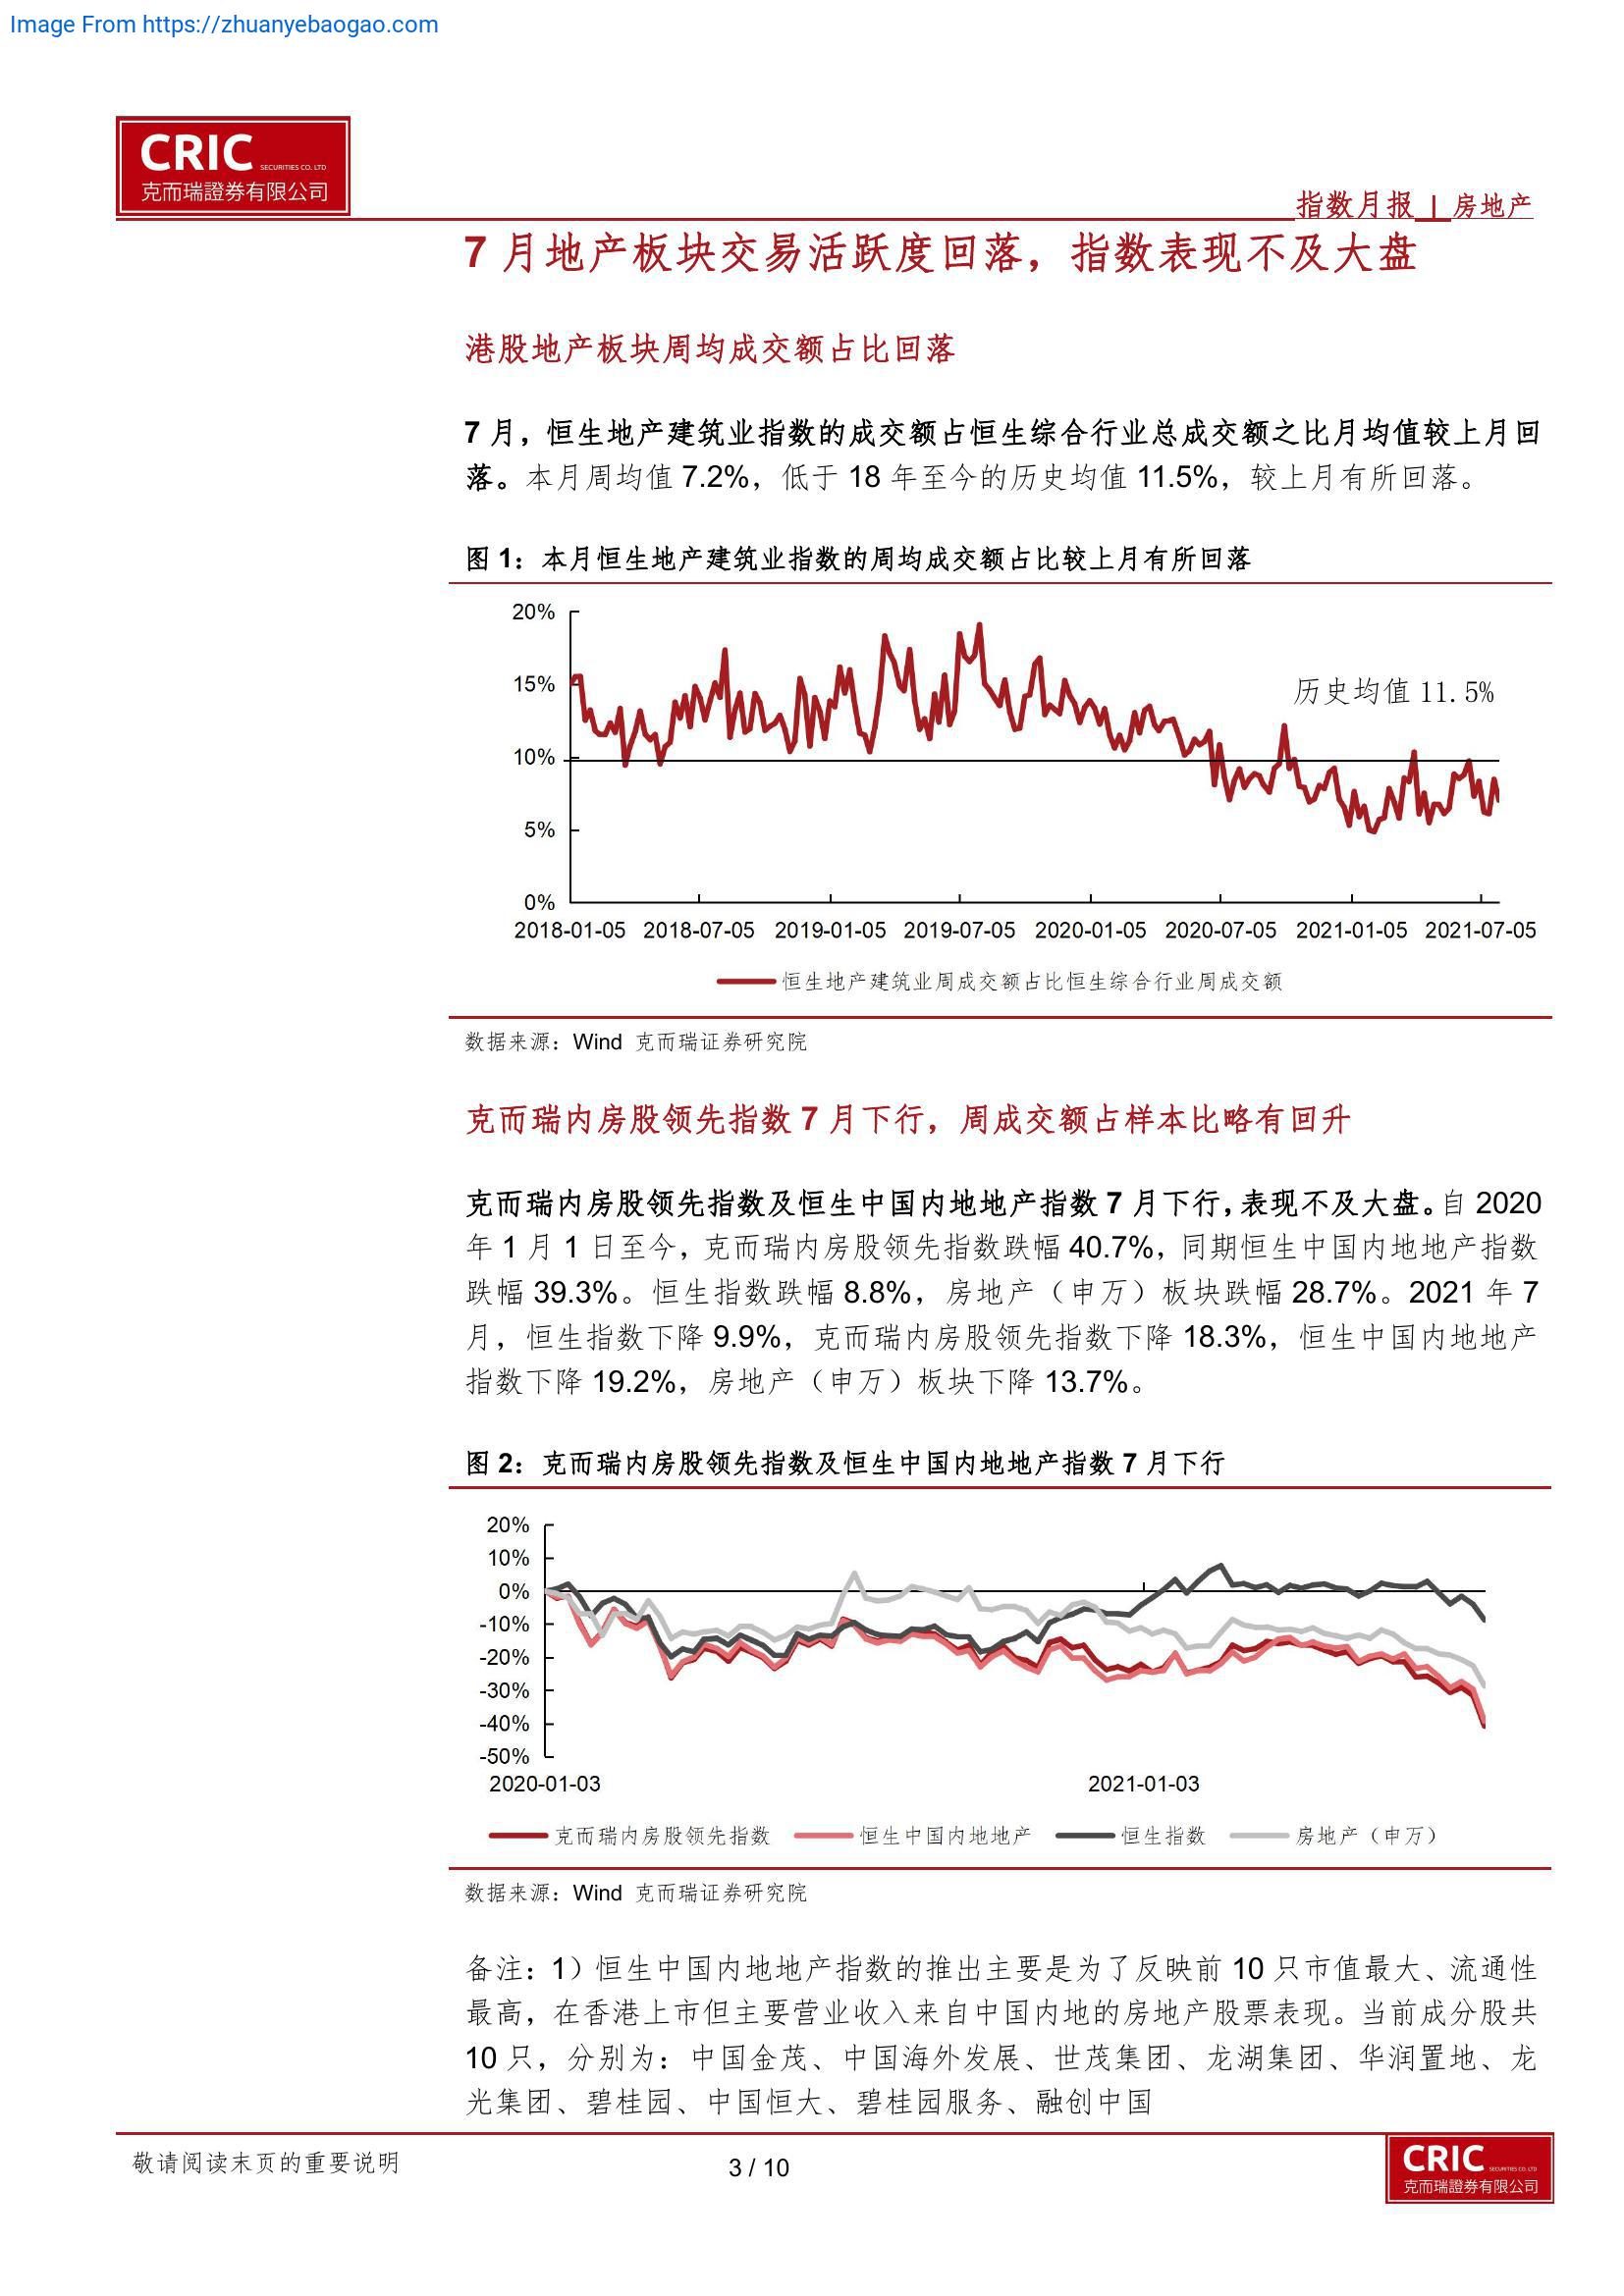 Image From https://zhuanyebaogao.com
CRIC SECURITIES CO. LTD
克而瑞證券有限公司
指数月报 | 房地产
7 月地产板块交易活跃度回落，指数表现不及大盘
港股地产板块周均成交额占比回落
7 月，恒生地产建筑业指数的成交额占恒生综合行业总成交额之比月均值较上月回
落。本月周均值 7.2%，低于 18 年至今的历史均值 11.5%，较上月有所回落。
图 1：本月恒生地产建筑业指数的周均成交额占比较上月有所回落
20%
15%
历史均值 11.5%
10%
5%
0%
2018-01-05 2018-07-05 2019-01-05 2019-07-05 2020-01-05 2020-07-05 2021-01-05 2021-07-05
恒生地产建筑业周成交额占比恒生综合行业周成交额
数据来源：Wind 克而瑞证券研究院
克而瑞内房股领先指数 7 月下行，周成交额占样本比略有回升
克而瑞内房股领先指数及恒生中国内地地产指数 7 月下行，表现不及大盘。自 2020
年 1 月 1 日至今，克而瑞内房股领先指数跌幅 40.7%，同期恒生中国内地地产指数
跌幅 39.3%。恒生指数跌幅 8.8%，房地产（申万）板块跌幅 28.7%。2021 年 7
月，恒生指数下降 9.9%，克而瑞内房股领先指数下降 18.3%，恒生中国内地地产
指数下降 19.2%，房地产（申万）板块下降 13.7%。
图 2：克而瑞内房股领先指数及恒生中国内地地产指数 7 月下行
20%
10%
0%
-10%
-20%
-30%
-40%
-50%
2020-01-03 2021-01-03
克而瑞内房股领先指数 恒生中国内地地产 恒生指数 房地产（申万）
数据来源：Wind 克而瑞证券研究院
备注：1）恒生中国内地地产指数的推出主要是为了反映前 10 只市值最大、流通性
最高，在香港上市但主要营业收入来自中国内地的房地产股票表现。当前成分股共
10 只，分别为：中国金茂、中国海外发展、世茂集团、龙湖集团、华润置地、龙
光集团、碧桂园、中国恒大、碧桂园服务、融创中国
敬请阅读末页的重要说明
3 / 10
CRIC SECURITIES CO. LTD
克而瑞證券有限公司